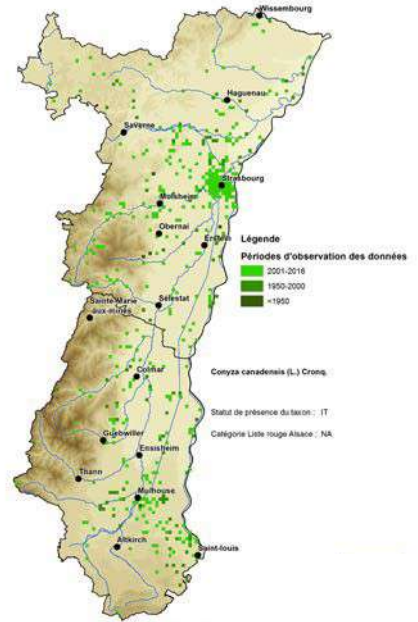 Wissembourg
Haguenau
Saverne
Strasbourg
Molsheim
Obernai
Erstein
Légende
Périodes d'observation des données
2001-2016
1950-2000
<1950
Sainte-Marie
aux-mines
Sélestat
Colmar
Conyza canadensis (L.) Cronq.
Statut de présence du taxon : IT
Catégorie Liste rouge Alsace : NA
Guebwiller
Ensisheim
Thann
Mulhouse
Altkirch
Saint-louis